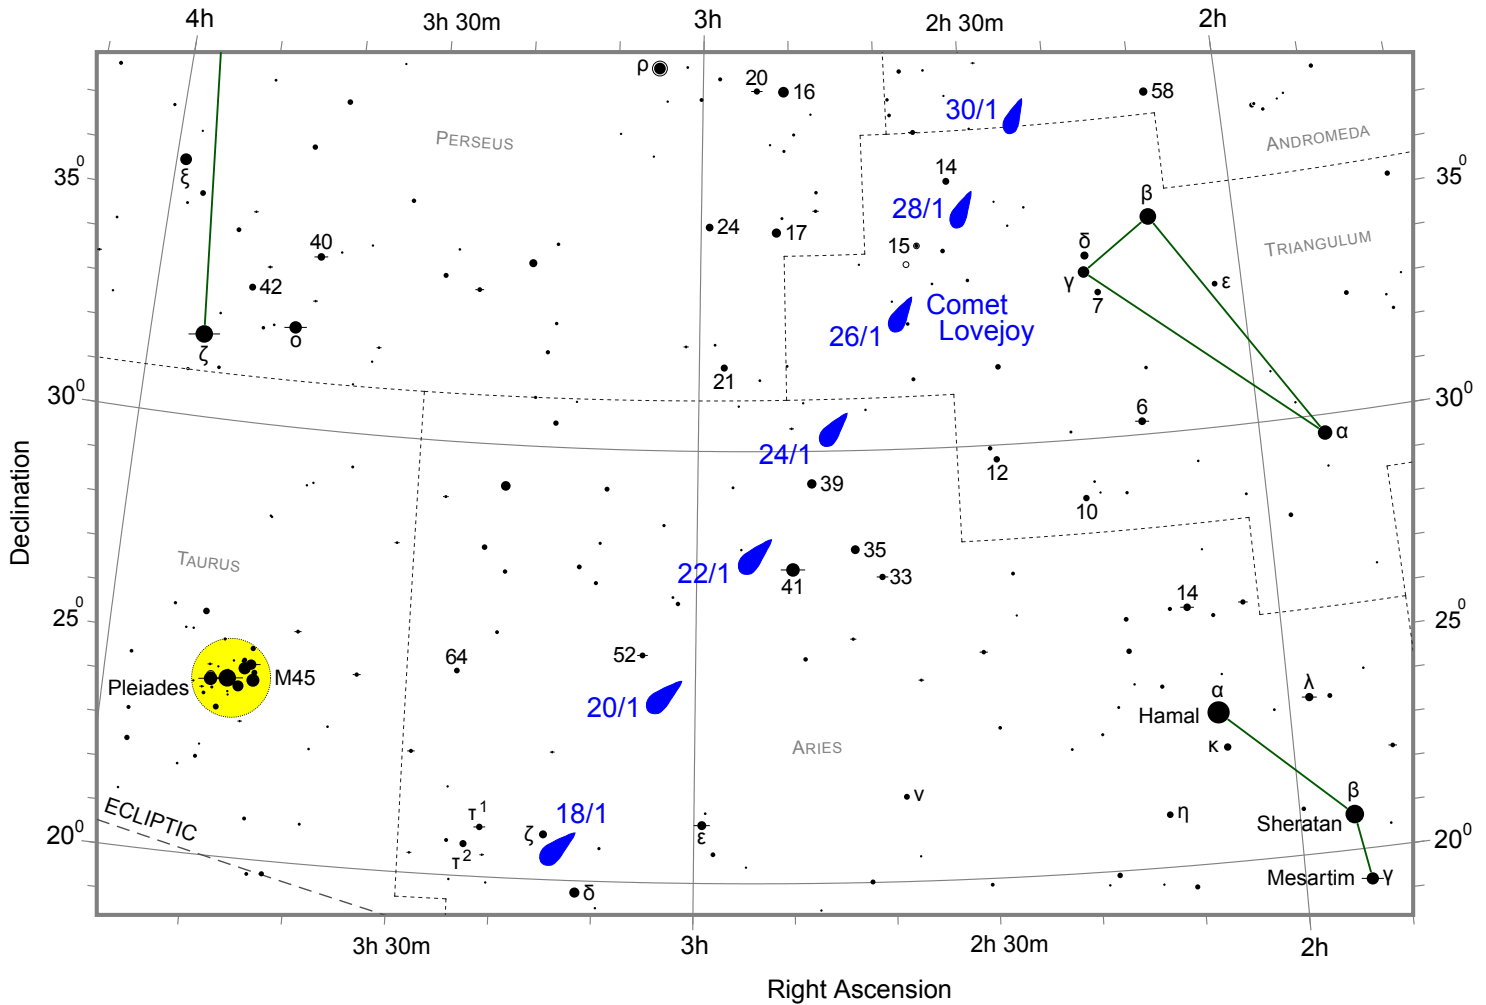 4h 3h 30m 3h 2h 30m 2h
ρ 20 16 30/1 58
PERSEUS ANDROMEDA
35⁰ ξ 14 35⁰
28/1 β
24 17 TRIANGULUM
40 15 δ
42 γ 7 ε
Comet
Lovejoy
ζ ο 26/1
21
30⁰ 6 30⁰
24/1 α
12
39
10
Declination
TAURUS 22/1 35
41 33
25⁰ 14 25⁰
64 52
Pleiades M45 α λ
20/1 Hamal
ARIES κ
ECLIPTIC τ¹ 18/1 ν β
ζ η
20⁰ τ² ε Sheratan 20⁰
δ Mesartim γ
3h 30m 3h 2h 30m 2h
Right Ascension